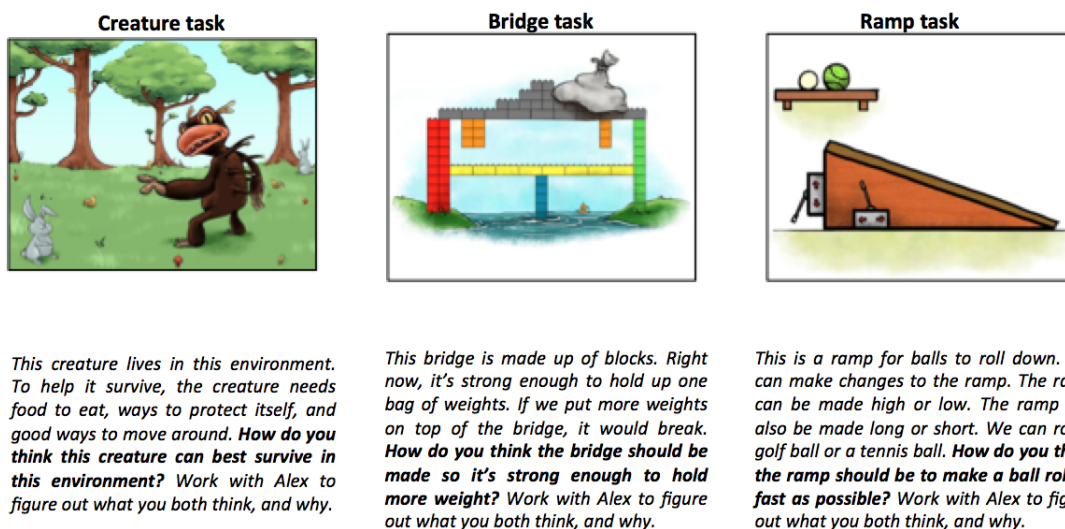 Creature task
Bridge task
Ramp task
This creature lives in this environment.
To help it survive, the creature needs
food to eat, ways to protect itself, and
good ways to move around. How do you
think this creature can best survive in
this environment? Work with Alex to
figure out what you both think, and why.
This bridge is made up of blocks. Right
now, it’s strong enough to hold up one
bag of weights. If we put more weights
on top of the bridge, it would break.
How do you think the bridge should be
made so it’s strong enough to hold
more weight? Work with Alex to figure
out what you both think, and why.
This is a ramp for balls to roll down.
can make changes to the ramp. The
can be made high or low. The ramp
also be made long or short. We can
golf ball or a tennis ball. How do you
the ramp should be to make a ball
fast as possible? Work with Alex to
out what you both think, and why.